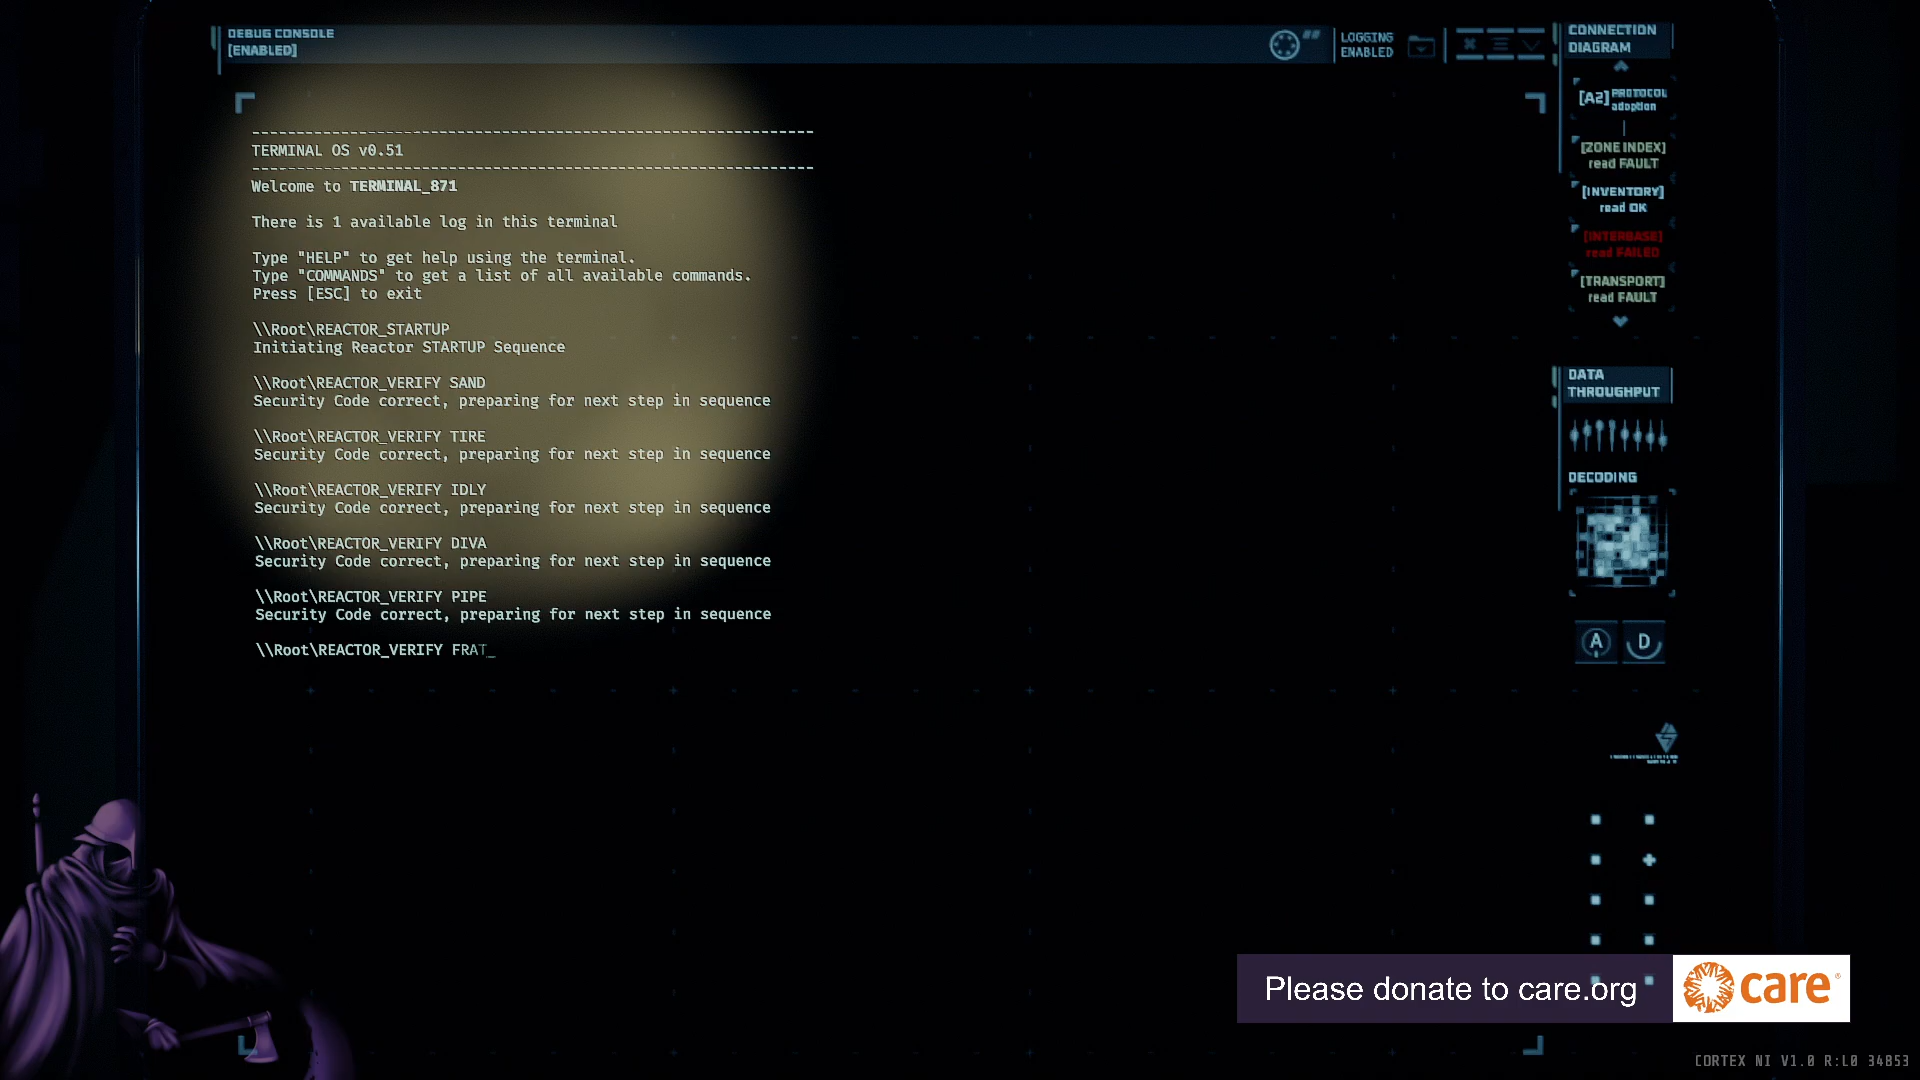 DEBUG CONSOLE
[ENABLED]
LOGGING
ENABLED
CONNECTION
DIAGRAM
[A2] PROTOCOL
adoption
[ZONE INDEX]
read FAULT
[INVENTORY]
read OK
[INTERBASE]
read FAILED
[TRANSPORT]
read FAULT
DATA
THROUGHPUT
DECODING
A D
--------------------------------------------------------------
TERMINAL OS v0.51
--------------------------------------------------------------
Welcome to TERMINAL_871
There is 1 available log in this terminal
Type "HELP" to get help using the terminal.
Type "COMMANDS" to get a list of all available commands.
Press [ESC] to exit
\\Root\REACTOR_STARTUP
Initiating Reactor STARTUP Sequence
\\Root\REACTOR_VERIFY SAND
Security Code correct, preparing for next step in sequence
\\Root\REACTOR_VERIFY TIRE
Security Code correct, preparing for next step in sequence
\\Root\REACTOR_VERIFY IDLY
Security Code correct, preparing for next step in sequence
\\Root\REACTOR_VERIFY DIVA
Security Code correct, preparing for next step in sequence
\\Root\REACTOR_VERIFY PIPE
Security Code correct, preparing for next step in sequence
\\Root\REACTOR_VERIFY FRAT_
Please donate to care.org
care®
CORTEX NI V1.0 R:L0 34853